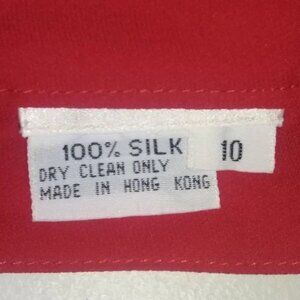 100% SILK
10
DRY CLEAN ONLY
MADE IN HONG KONG